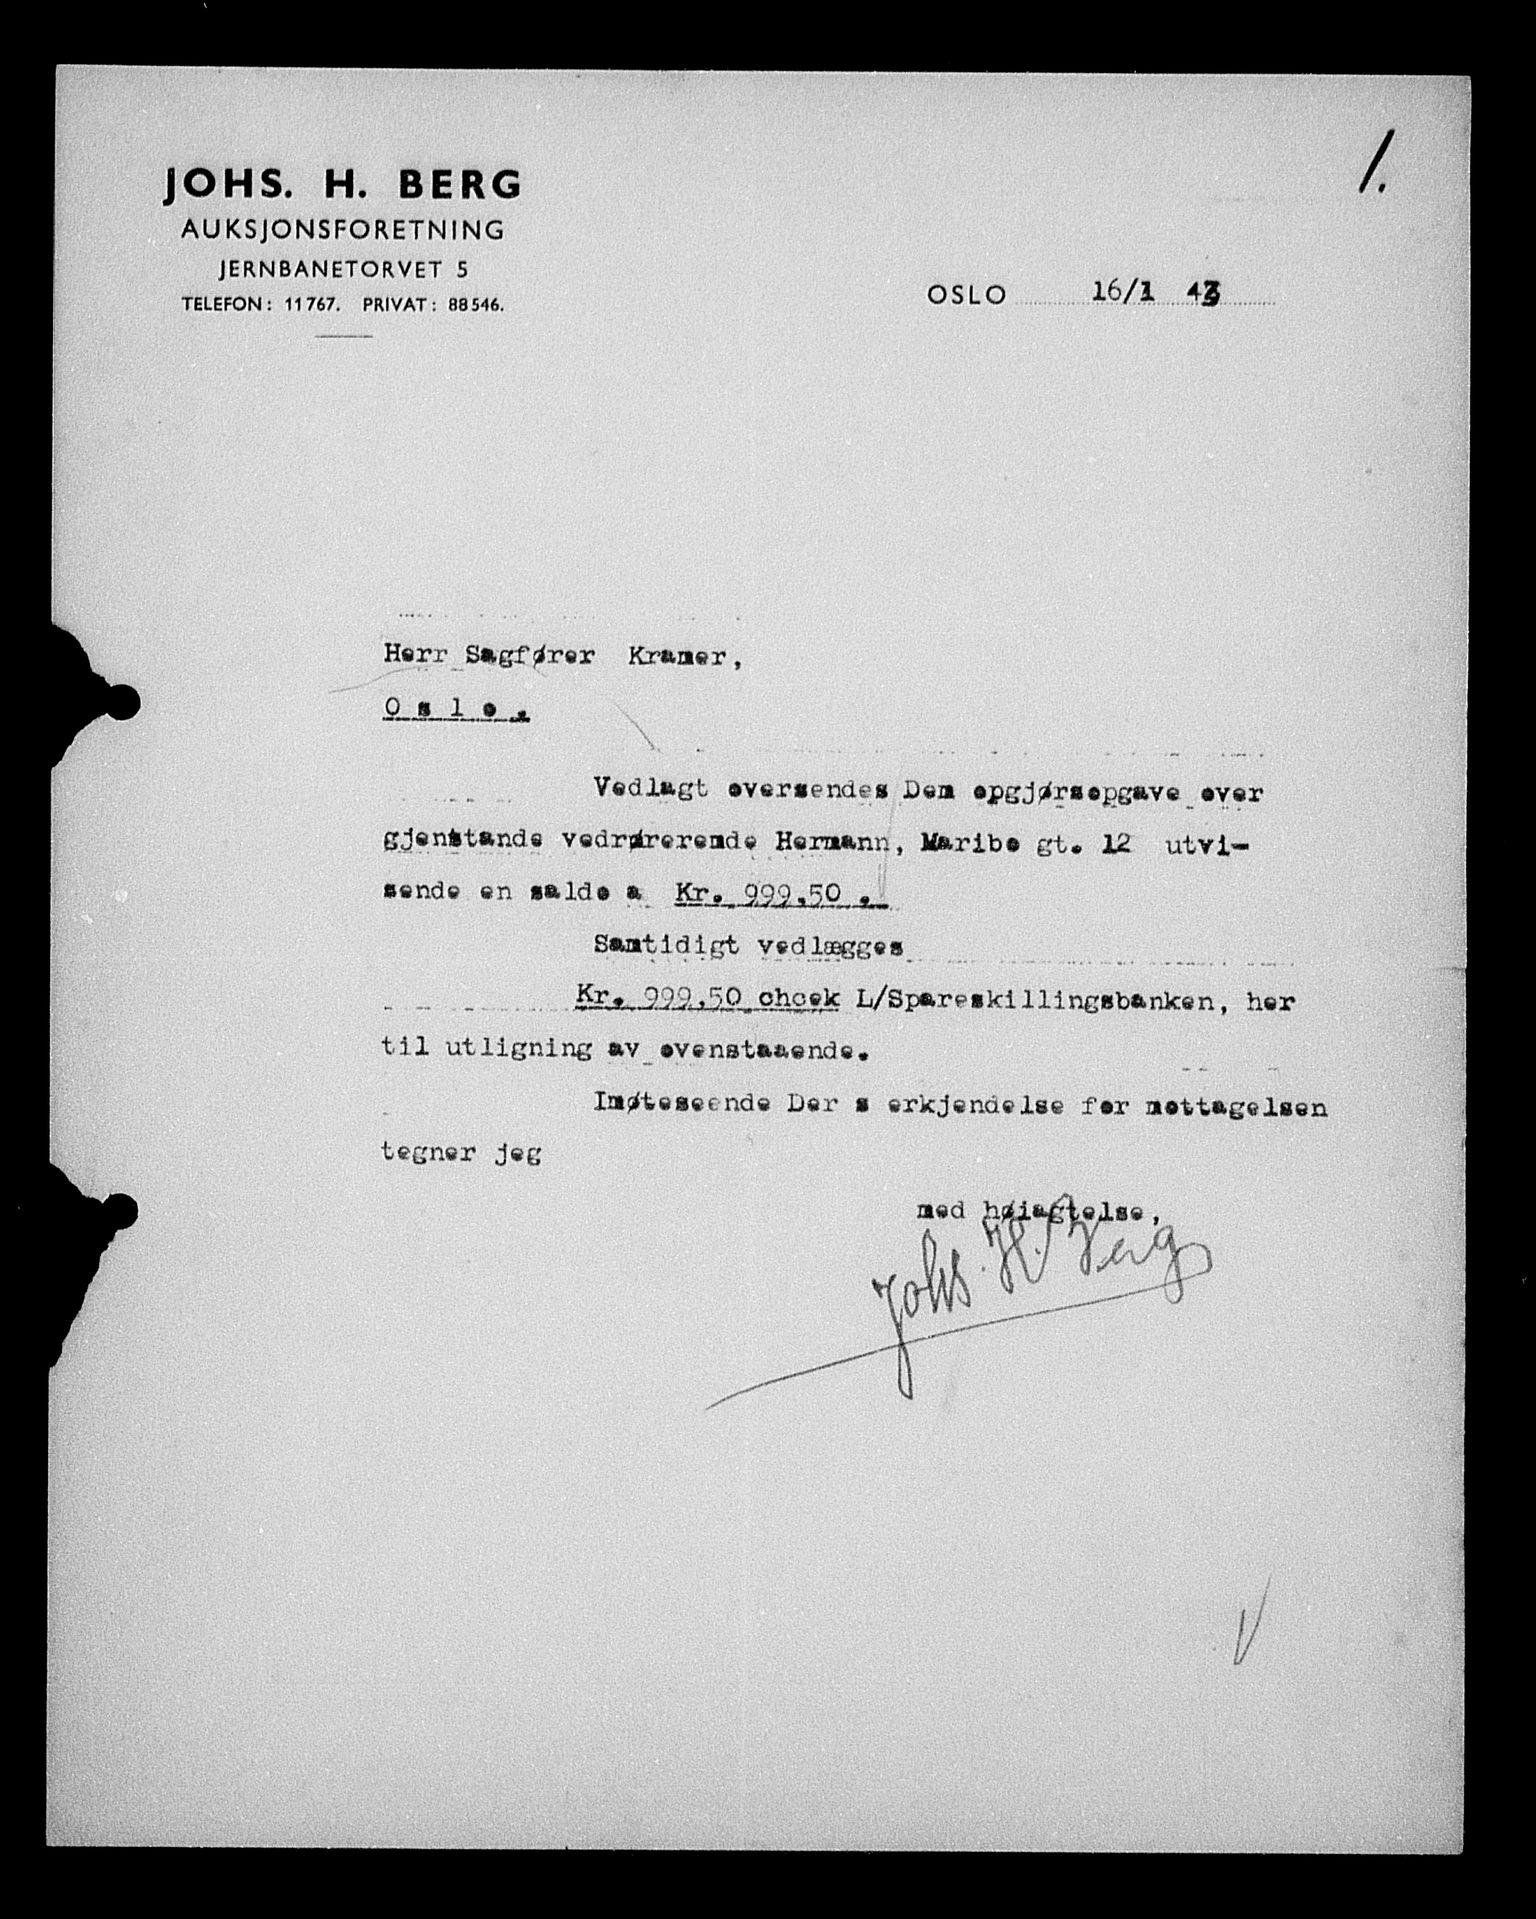 1.
JOHS. H. BERG
AUKSJONSFORETNING
JERNBANETORVET 5
TELEFON: 11767. PRIVAT: 88546.
OSLO 16/1 43
Herr Sagfører Kramer,
O s l o .
Vedlagt oversendes Dem opgjørsopgave over
gjenstande vedrørerende Hermann, Maribo gt. 12 utvi-
sende en saldo a Kr. 999.50 .-
Samtidigt vedlægges
Kr. 999.50 check L/Spareskillingsbanken, her
til utligning av ovenstaaende.
Imøteseende Der s erkjendelse for mottagelsen
tegner jeg
med høiagtelse,
Johs. H. Berg